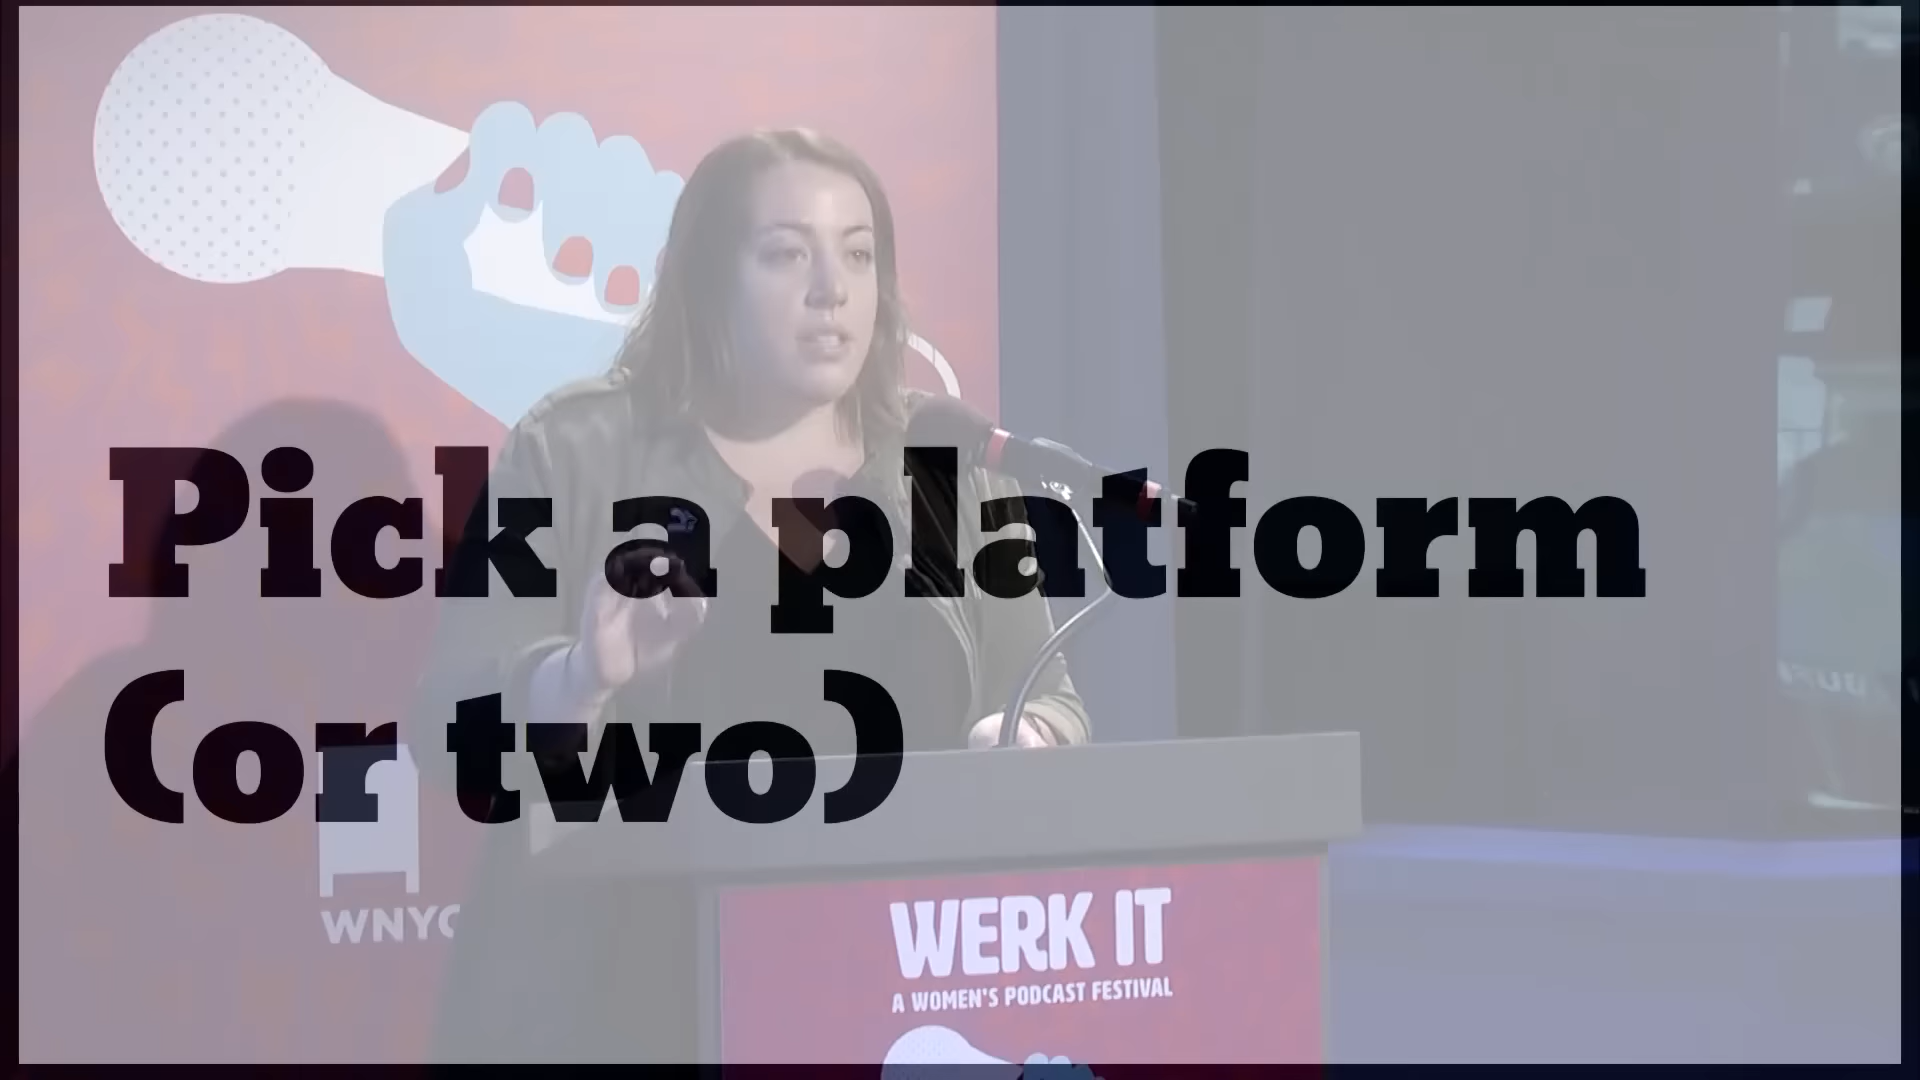 Pick a platform
(or two)
WNYC
WERK IT
A WOMEN'S PODCAST FESTIVAL